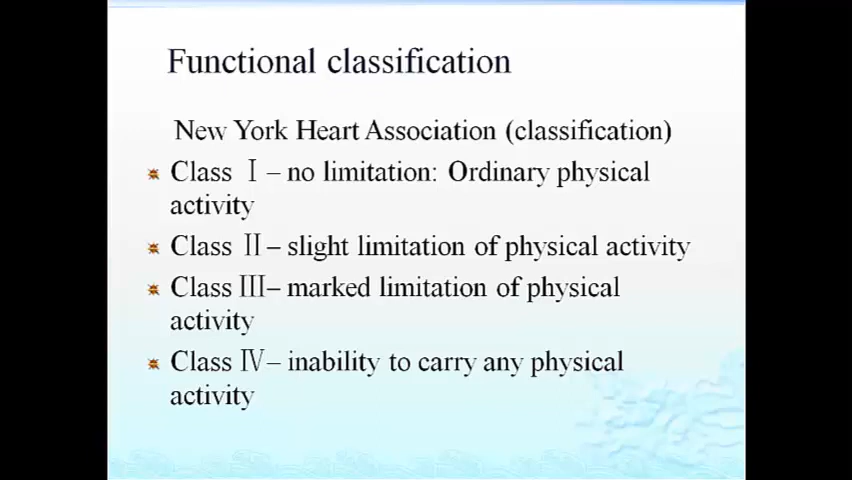 Functional classification
New York Heart Association (classification)
Class Ⅰ – no limitation: Ordinary physical
activity
Class Ⅱ – slight limitation of physical activity
Class Ⅲ – marked limitation of physical
activity
Class Ⅳ – inability to carry any physical
activity